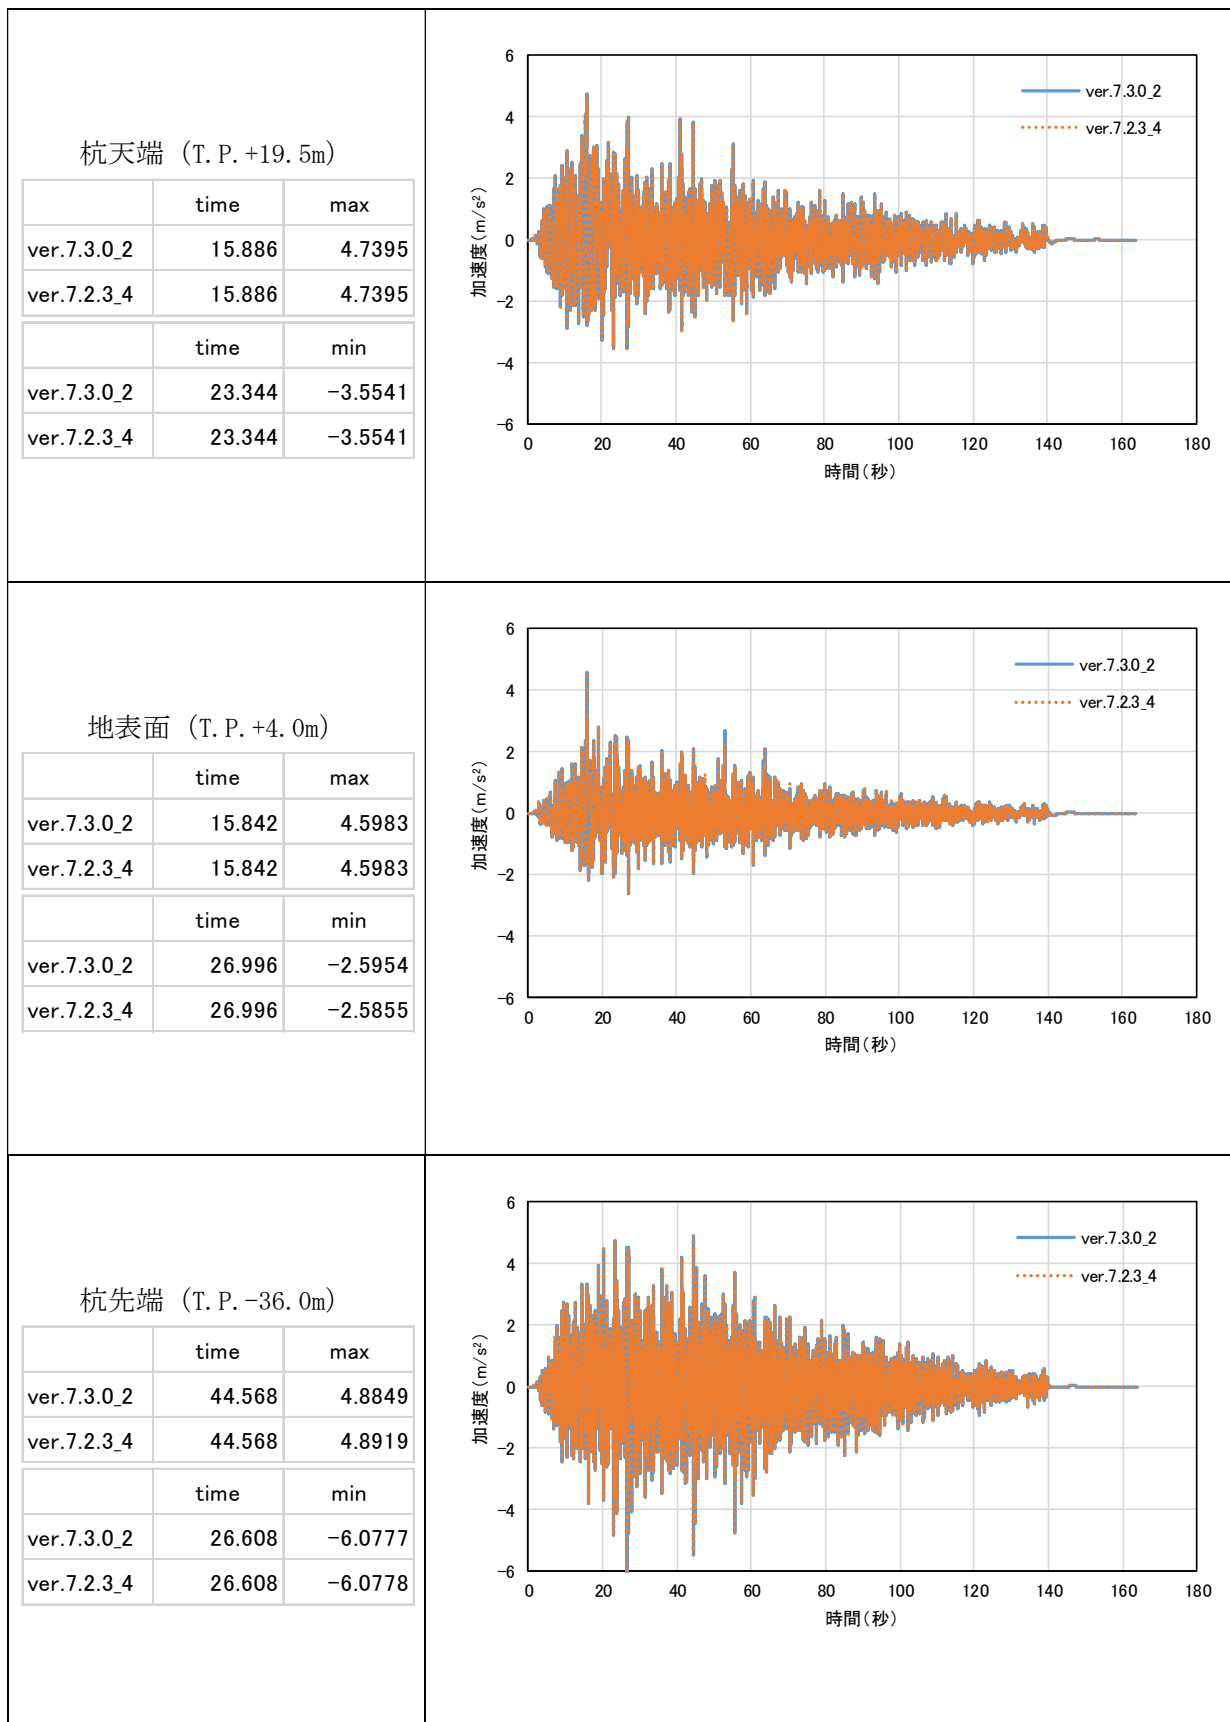 杭天端 (T.P.+19.5m)
time max
ver.7.3.0_2 15.886 4.7395
ver.7.2.3_4 15.886 4.7395
time min
ver.7.3.0_2 23.344 -3.5541
ver.7.2.3_4 23.344 -3.5541
6
4
2
0
-2
-4
-6
加速度(m/s²)
ver.7.3.0_2
ver.7.2.3_4
0 20 40 60 80 100 120 140 160 180
時間(秒)
地表面 (T.P.+4.0m)
time max
ver.7.3.0_2 15.842 4.5983
ver.7.2.3_4 15.842 4.5983
time min
ver.7.3.0_2 26.996 -2.5954
ver.7.2.3_4 26.996 -2.5855
6
4
2
0
-2
-4
-6
加速度(m/s²)
ver.7.3.0_2
ver.7.2.3_4
0 20 40 60 80 100 120 140 160 180
時間(秒)
杭先端 (T.P.-36.0m)
time max
ver.7.3.0_2 44.568 4.8849
ver.7.2.3_4 44.568 4.8919
time min
ver.7.3.0_2 26.608 -6.0777
ver.7.2.3_4 26.608 -6.0778
6
4
2
0
-2
-4
-6
加速度(m/s²)
ver.7.3.0_2
ver.7.2.3_4
0 20 40 60 80 100 120 140 160 180
時間(秒)